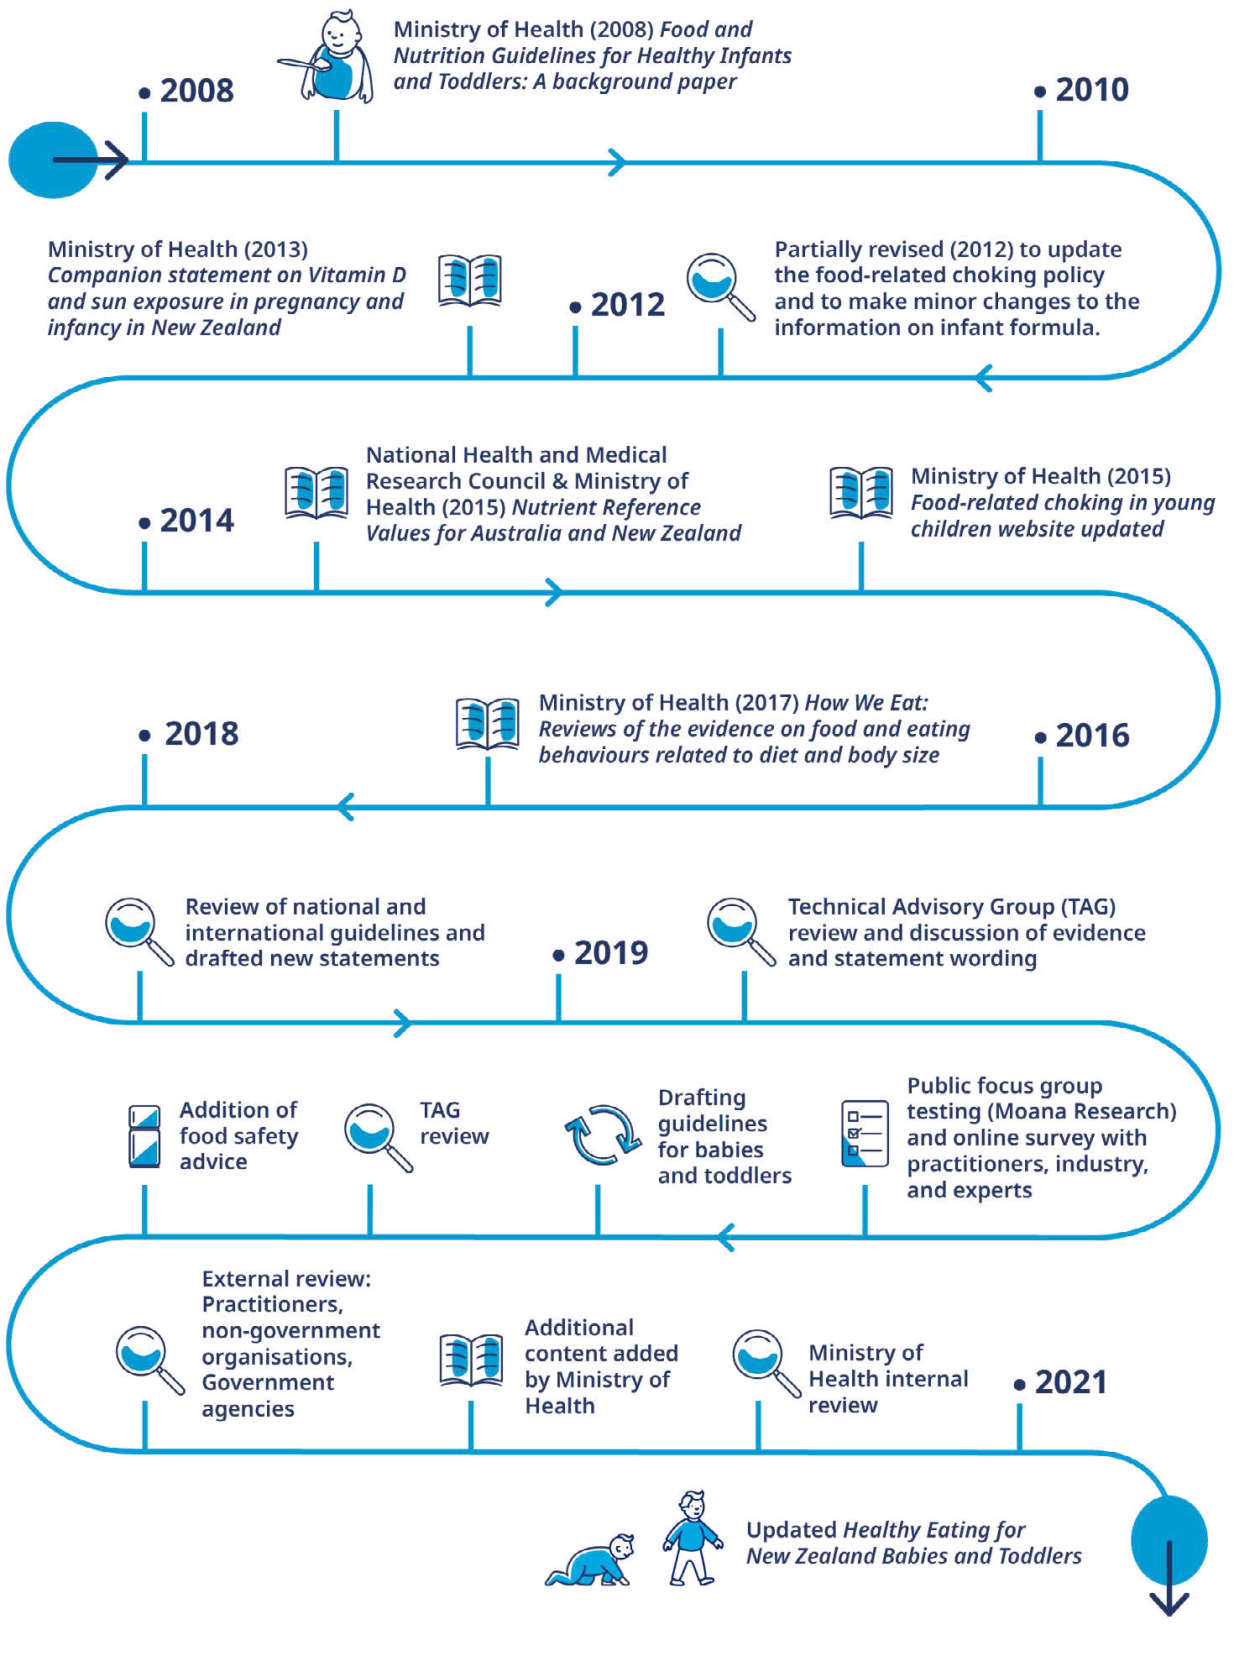 • 2008
Ministry of Health (2008) Food and
Nutrition Guidelines for Healthy Infants
and Toddlers: A background paper
• 2010
Partially revised (2012) to update
the food-related choking policy
and to make minor changes to the
information on infant formula.
• 2012
Ministry of Health (2013)
Companion statement on Vitamin D
and sun exposure in pregnancy and
infancy in New Zealand
• 2014
National Health and Medical
Research Council & Ministry of
Health (2015) Nutrient Reference
Values for Australia and New Zealand
Ministry of Health (2015)
Food-related choking in young
children website updated
• 2016
Ministry of Health (2017) How We Eat:
Reviews of the evidence on food and eating
behaviours related to diet and body size
• 2018
Review of national and
international guidelines and
drafted new statements
• 2019
Technical Advisory Group (TAG)
review and discussion of evidence
and statement wording
Public focus group
testing (Moana Research)
and online survey with
practitioners, industry,
and experts
Drafting
guidelines
for babies
and toddlers
TAG
review
Addition of
food safety
advice
External review:
Practitioners,
non-government
organisations,
Government
agencies
Additional
content added
by Ministry of
Health
Ministry of
Health internal
review
• 2021
Updated Healthy Eating for
New Zealand Babies and Toddlers